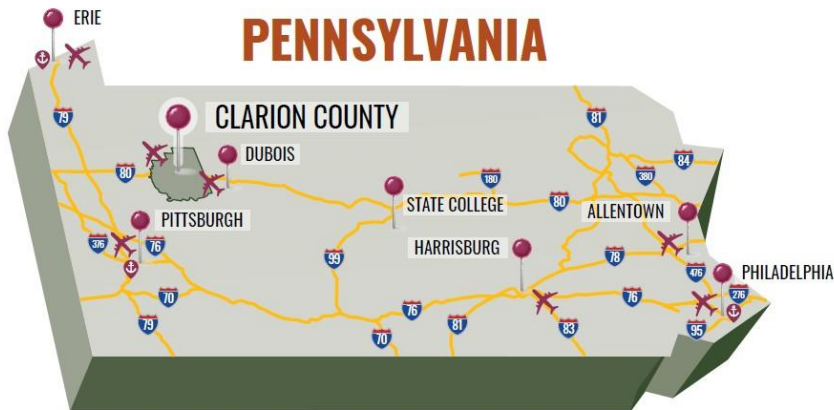 ERIE
PENNSYLVANIA
79
CLARION COUNTY
81
DUBOIS
84
80
180
380
STATE COLLEGE
80
ALLENTOWN
PITTSBURGH
376
76
HARRISBURG
99
78
476
PHILADELPHIA
70
76
76
276
79
70
81
83
95